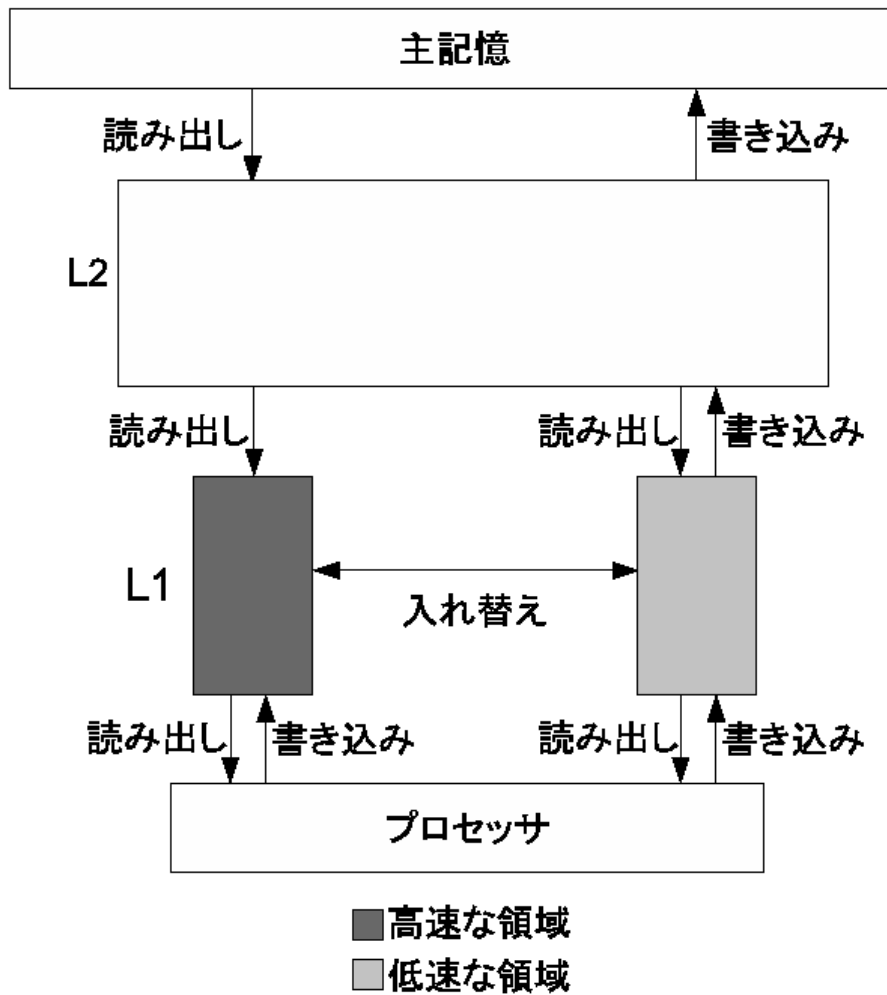 主記憶
読み出し
書き込み
L2
読み出し
読み出し
書き込み
L1
入れ替え
読み出し
書き込み
読み出し
書き込み
プロセッサ
高速な領域
低速な領域